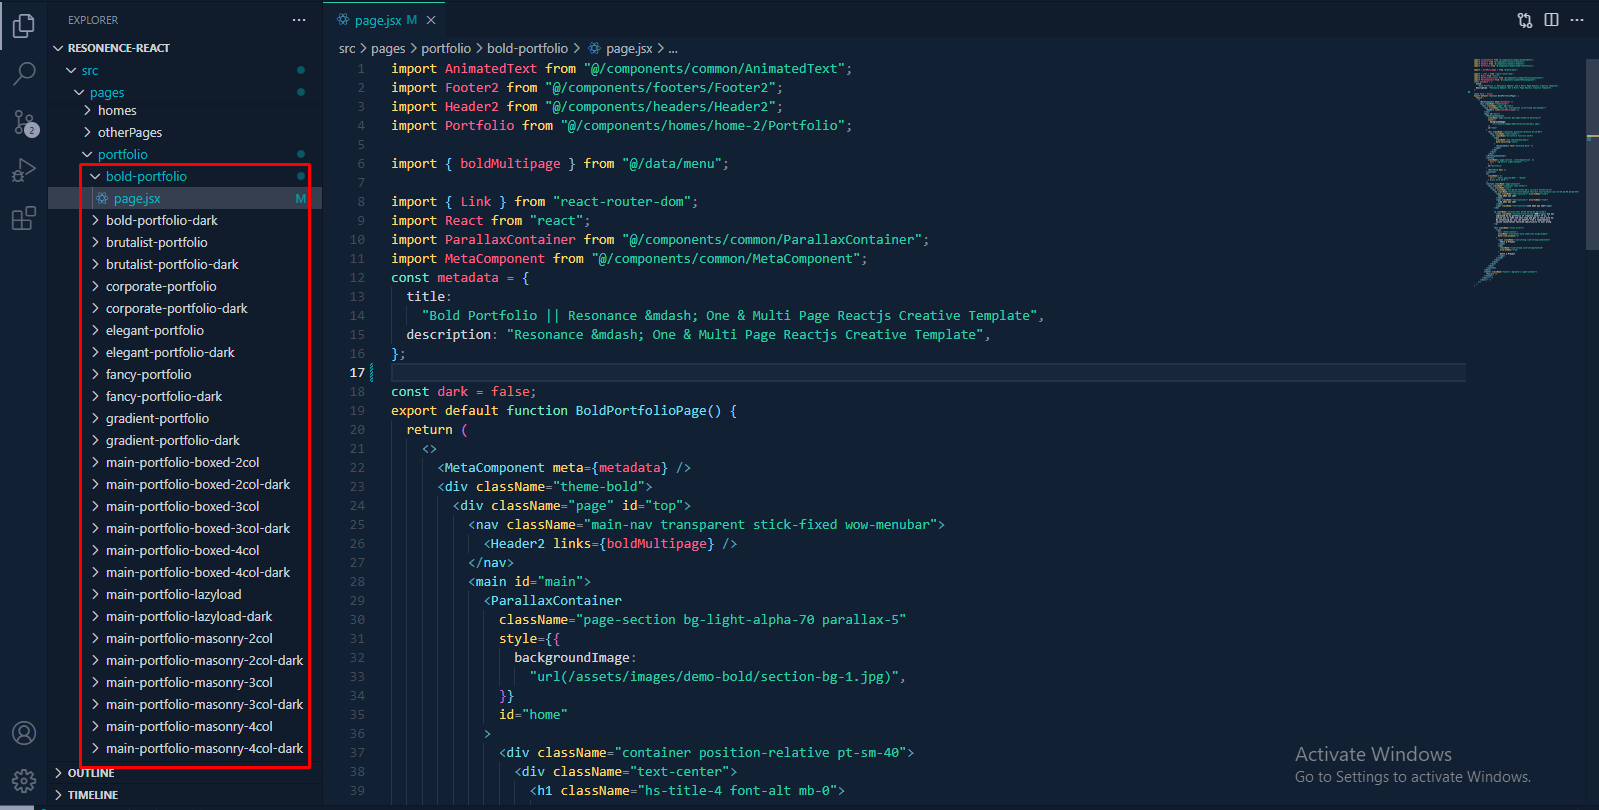 EXPLORER
RESONENCE-REACT
src
pages
homes
otherPages
portfolio
bold-portfolio
page.jsx M
bold-portfolio-dark
brutalist-portfolio
brutalist-portfolio-dark
corporate-portfolio
corporate-portfolio-dark
elegant-portfolio
elegant-portfolio-dark
fancy-portfolio
fancy-portfolio-dark
gradient-portfolio
gradient-portfolio-dark
main-portfolio-boxed-2col
main-portfolio-boxed-2col-dark
main-portfolio-boxed-3col
main-portfolio-boxed-3col-dark
main-portfolio-boxed-4col
main-portfolio-boxed-4col-dark
main-portfolio-lazyload
main-portfolio-lazyload-dark
main-portfolio-masonry-2col
main-portfolio-masonry-2col-dark
main-portfolio-masonry-3col
main-portfolio-masonry-3col-dark
main-portfolio-masonry-4col
main-portfolio-masonry-4col-dark
OUTLINE
TIMELINE
2
page.jsx M
src > pages > portfolio > bold-portfolio > page.jsx > ...
1 import AnimatedText from "@/components/common/AnimatedText";
2 import Footer2 from "@/components/footers/Footer2";
3 import Header2 from "@/components/headers/Header2";
4 import Portfolio from "@/components/homes/home-2/Portfolio";
5
6 import { boldMultipage } from "@/data/menu";
7
8 import { Link } from "react-router-dom";
9 import React from "react";
10 import ParallaxContainer from "@/components/common/ParallaxContainer";
11 import MetaComponent from "@/components/common/MetaComponent";
12 const metadata = {
13 title:
14 "Bold Portfolio || Resonance &mdash; One & Multi Page Reactjs Creative Template",
15 description: "Resonance &mdash; One & Multi Page Reactjs Creative Template",
16 };
17
18 const dark = false;
19 export default function BoldPortfolioPage() {
20 return (
21 <>
22 <MetaComponent meta={metadata} />
23 <div className="theme-bold">
24 <div className="page" id="top">
25 <nav className="main-nav transparent stick-fixed wow-menubar">
26 <Header2 links={boldMultipage} />
27 </nav>
28 <main id="main">
29 <ParallaxContainer
30 className="page-section bg-light-alpha-70 parallax-5"
31 style={{
32 backgroundImage:
33 "url(/assets/images/demo-bold/section-bg-1.jpg)",
34 }}
35 id="home"
36 >
37 <div className="container position-relative pt-sm-40">
38 <div className="text-center">
39 <h1 className="hs-title-4 font-alt mb-0">
Activate Windows
Go to Settings to activate Windows.